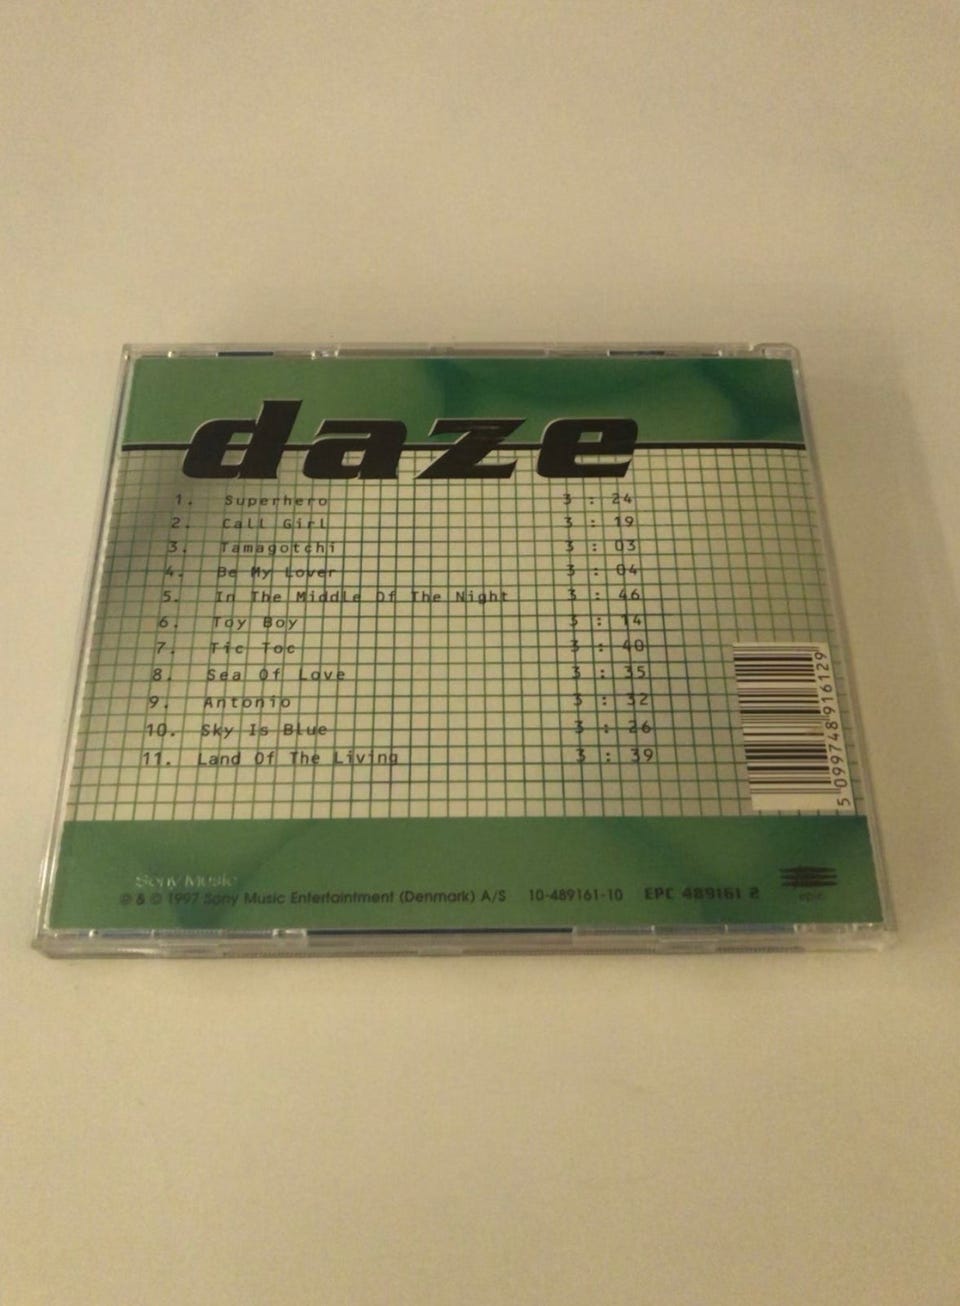 daze
1. Superhero 3 : 24
2. Call Girl 3 : 19
3. Tamagotchi 3 : 03
4. Be My Lover 3 : 04
5. In The Middle Of The Night 3 : 46
6. Toy Boy 3 : 14
7. Tic Toc 3 : 40
8. Sea Of Love 3 : 35
9. Antonio 3 : 32
10. Sky Is Blue 3 : 26
11. Land Of The Living 3 : 39
5 099748 916129
Sony Music
℗ & © 1997 Sony Music Entertaintment (Denmark) A/S 10-489161-10 EPC 489161 2
epic